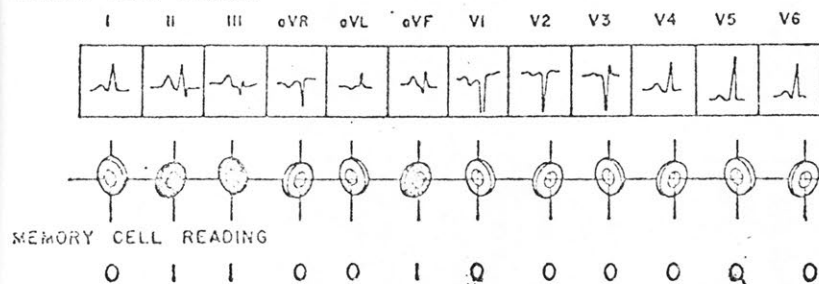 I II III aVR aVL aVF V1 V2 V3 V4 V5 V6
MEMORY CELL READING
0 1 1 0 0 1 0 0 0 0 0 0